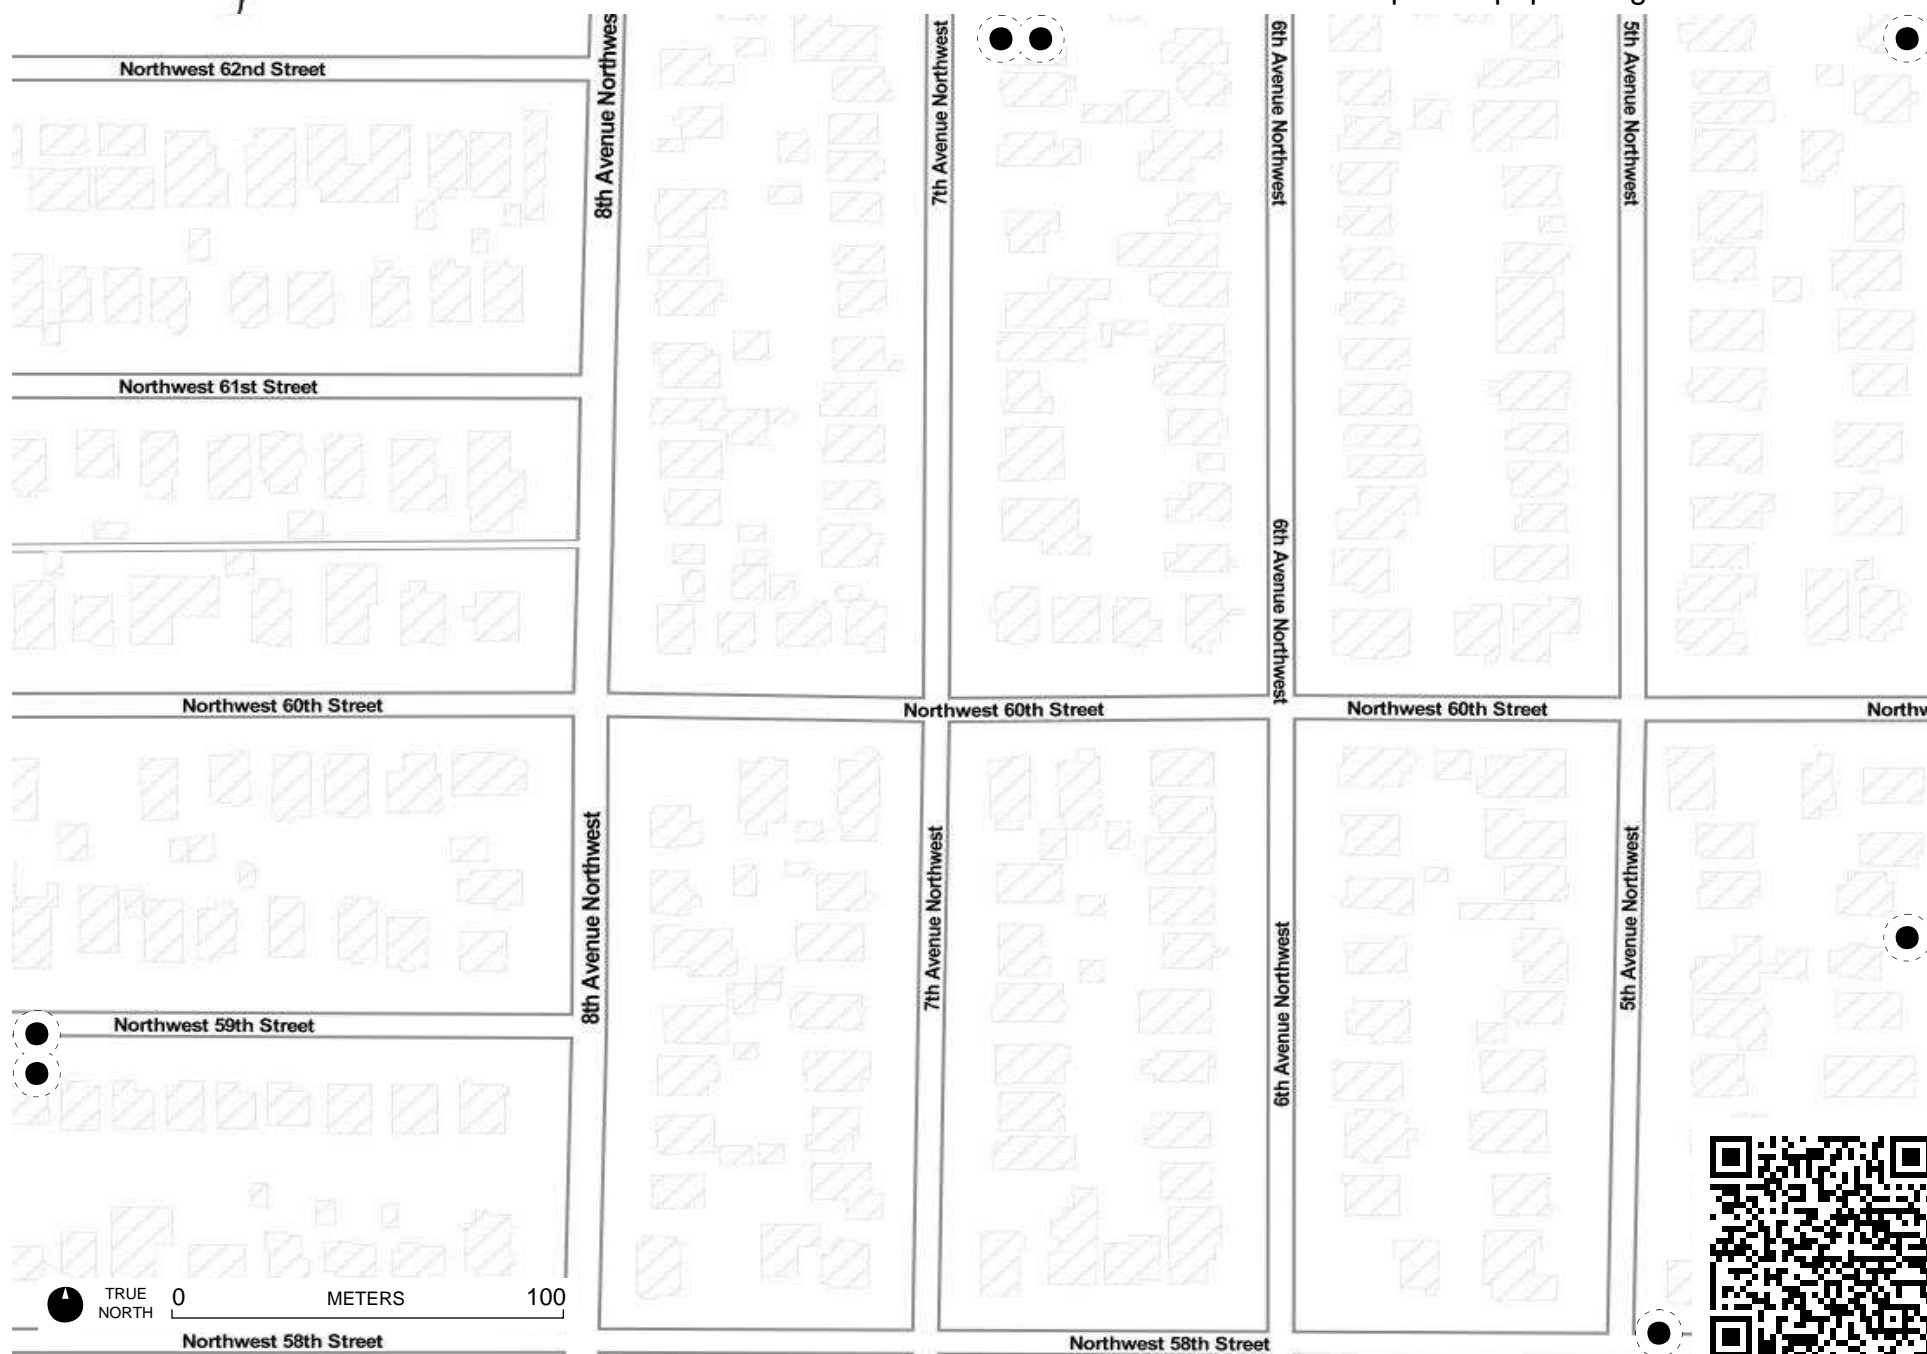 Northwest 62nd Street
8th Avenue Northwes
7th Avenue Northwest
6th Avenue Northwest
5th Avenue Northwest
Northwest 61st Street
6th Avenue Northwest
Northwest 60th Street
Northwest 60th Street
Northwest 60th Street
Northw
8th Avenue Northwest
7th Avenue Northwest
6th Avenue Northwest
5th Avenue Northwest
Northwest 59th Street
TRUE
NORTH
0 METERS 100
Northwest 58th Street
Northwest 58th Street